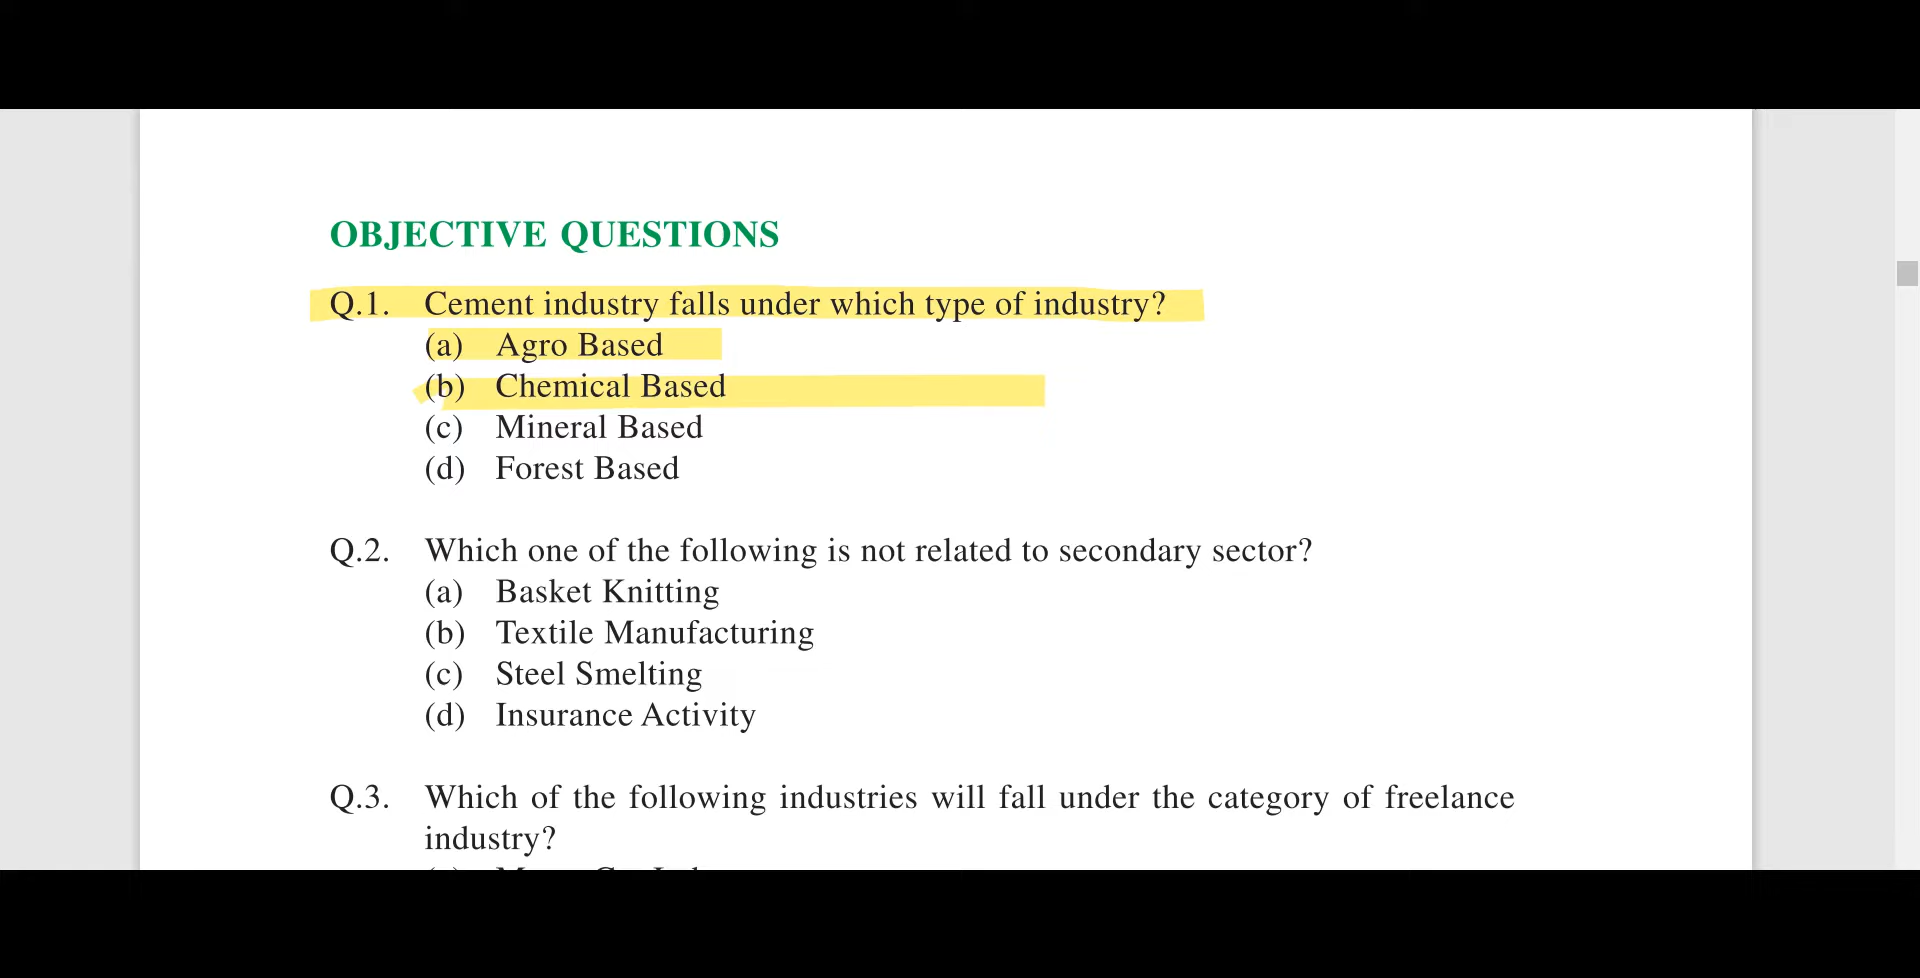 OBJECTIVE QUESTIONS
Q.1. Cement industry falls under which type of industry?
(a) Agro Based
(b) Chemical Based
(c) Mineral Based
(d) Forest Based
Q.2. Which one of the following is not related to secondary sector?
(a) Basket Knitting
(b) Textile Manufacturing
(c) Steel Smelting
(d) Insurance Activity
Q.3. Which of the following industries will fall under the category of freelance
industry?